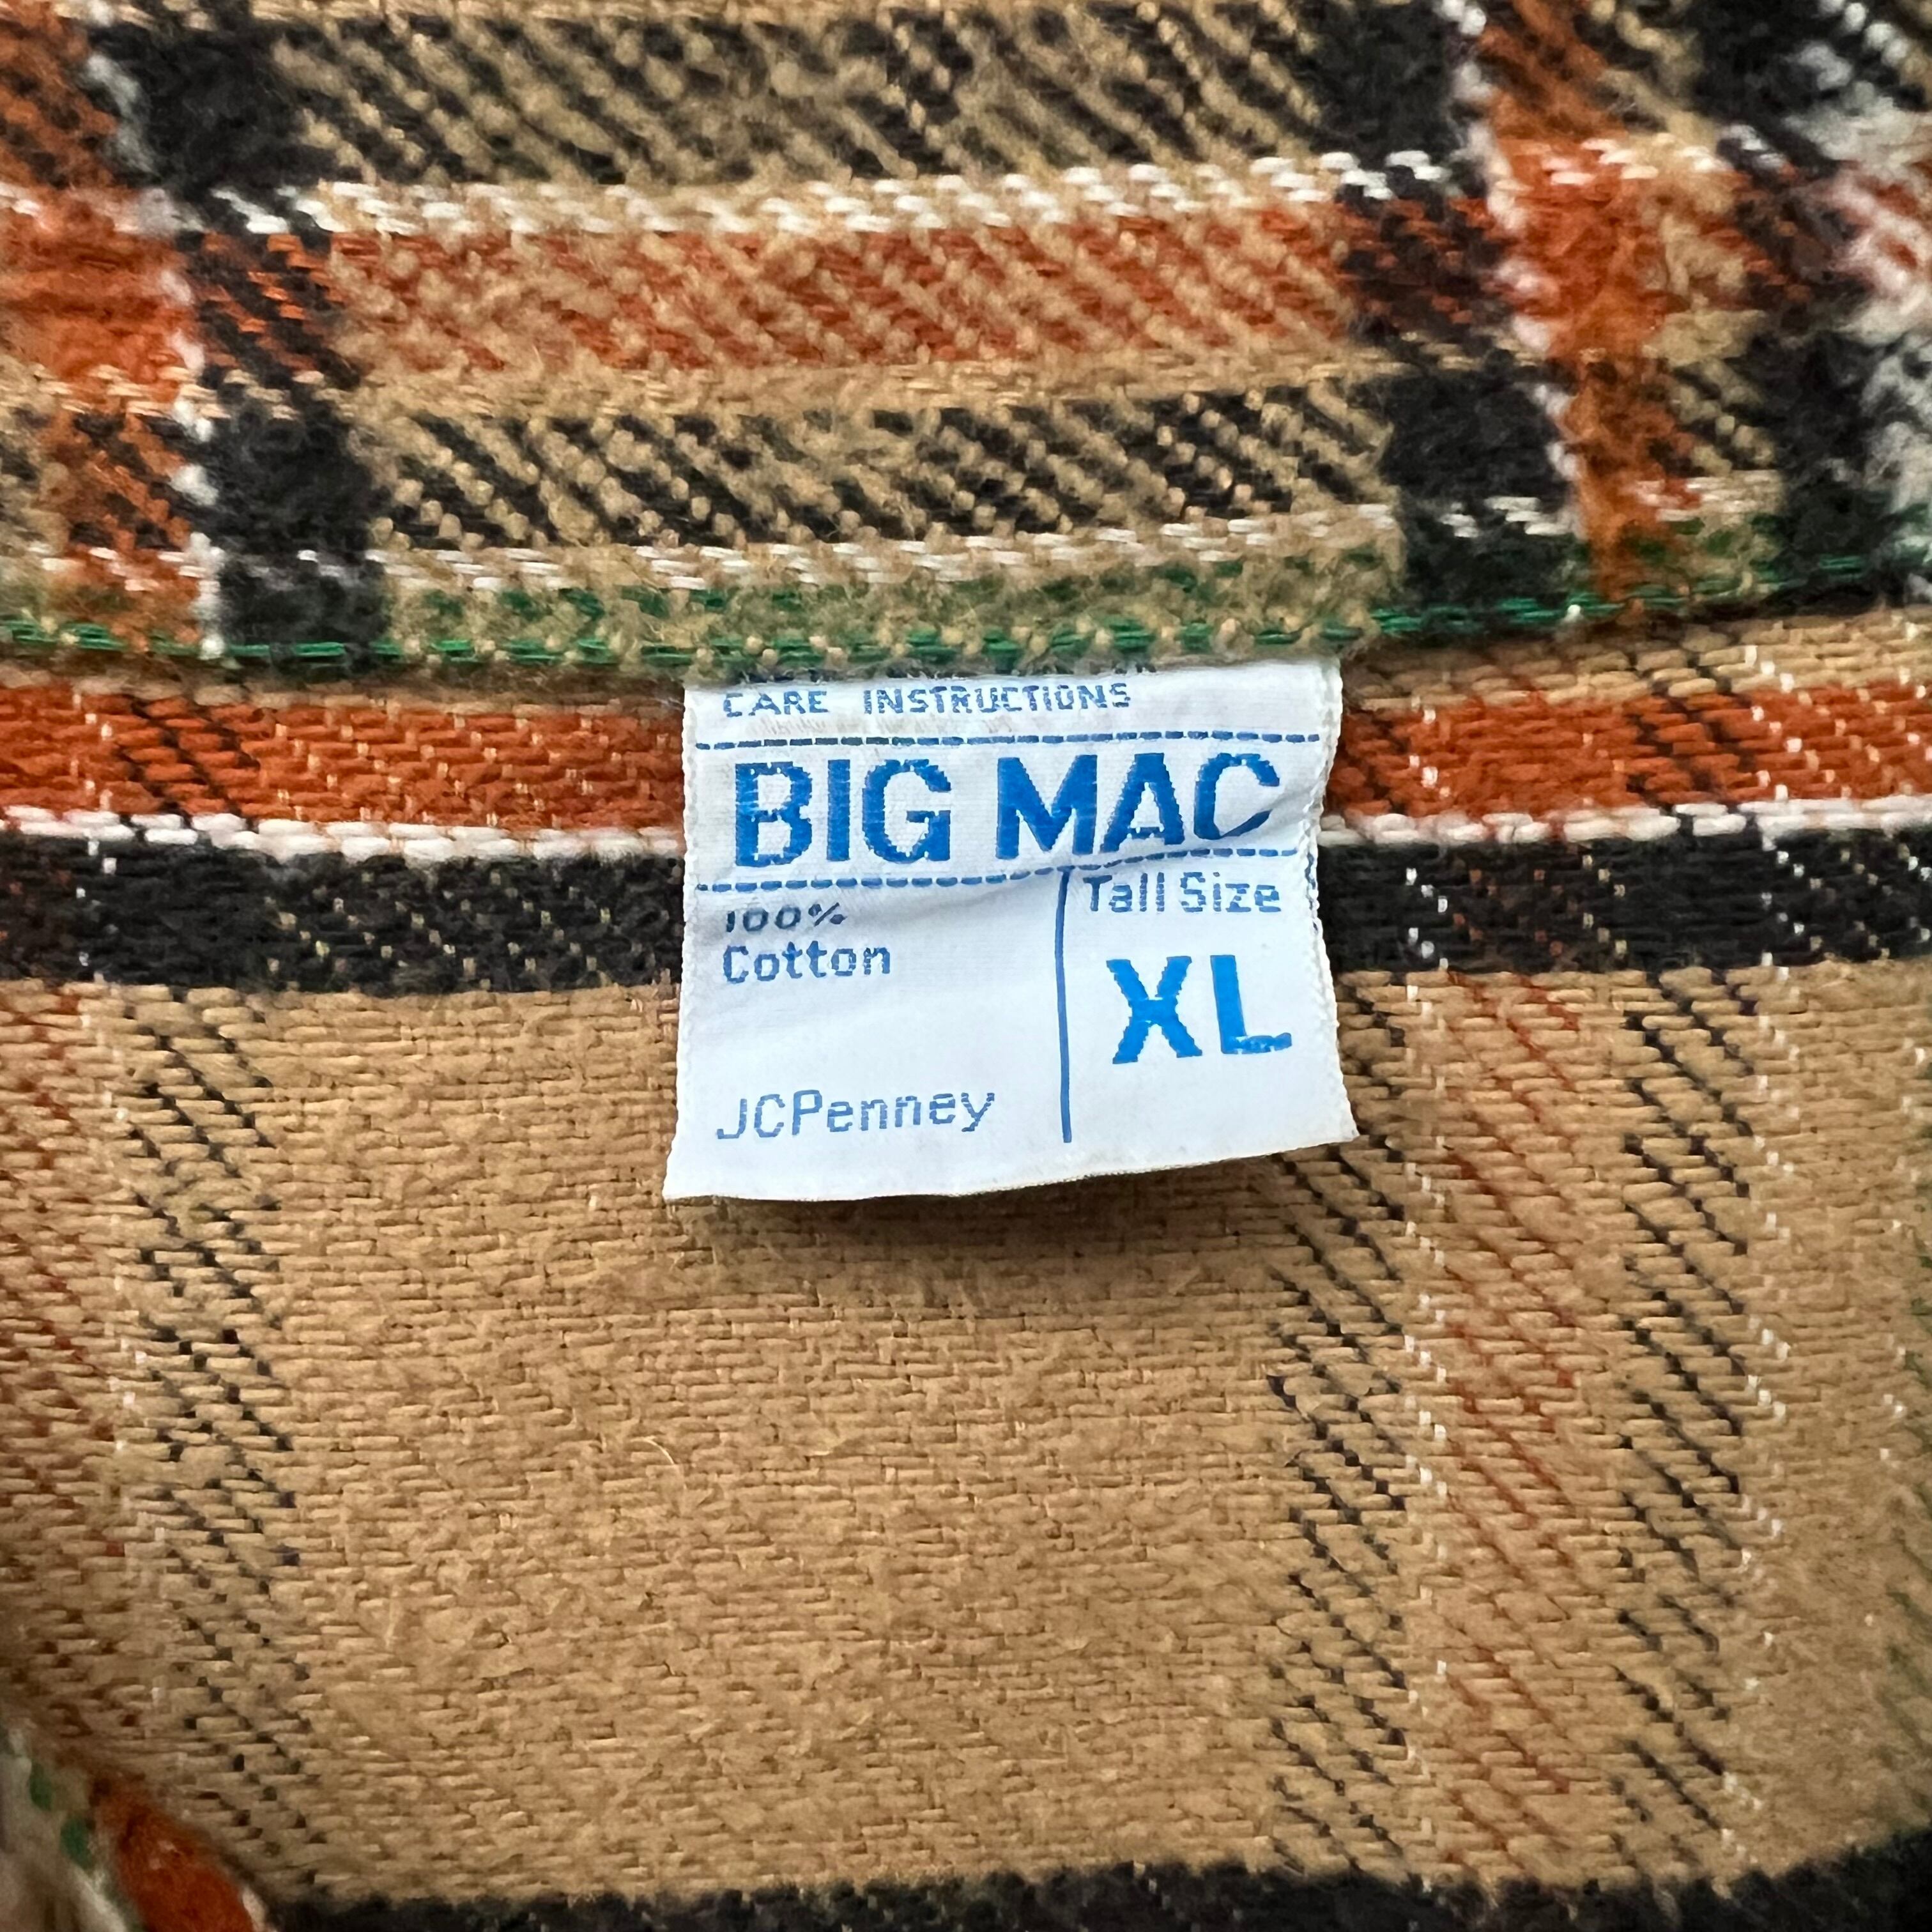 CARE INSTRUCTIONS
BIG MAC
100%
Cotton
JCPenney
Tall Size
XL